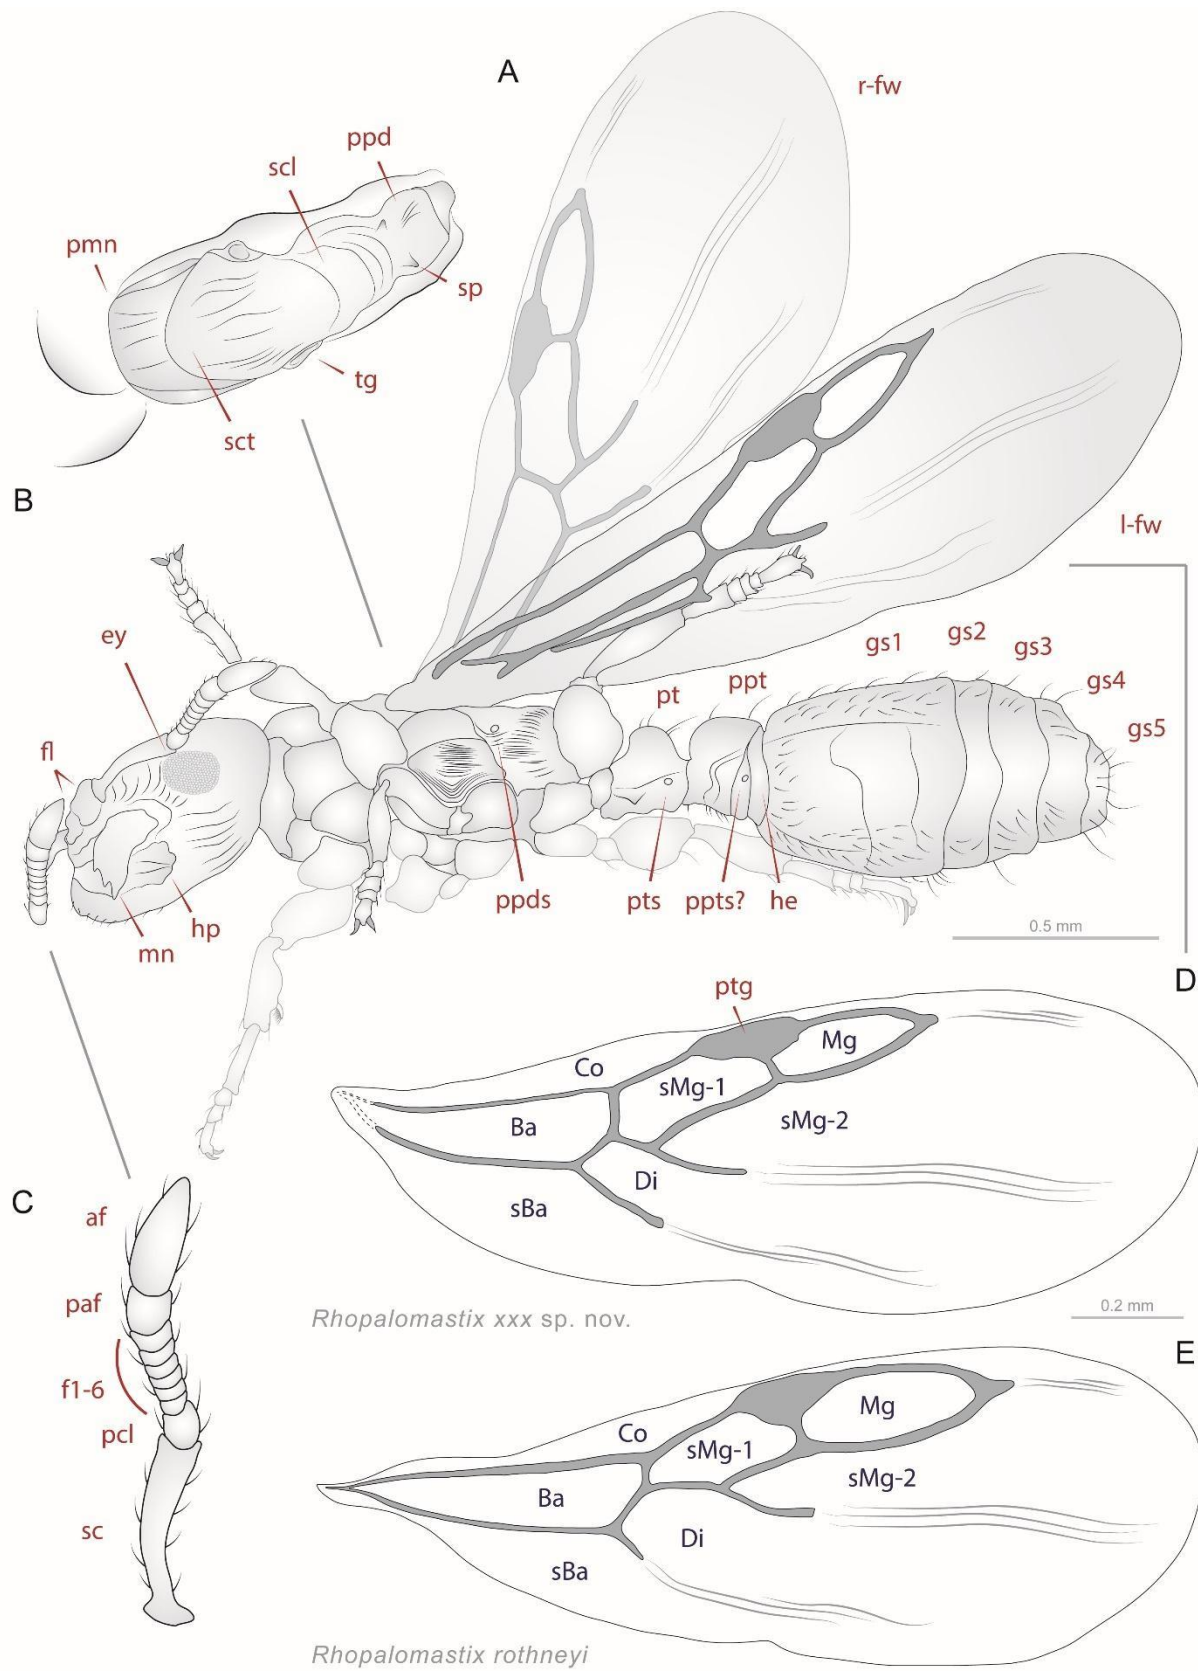 A
r-fw
ppd
scl
pmn
sp
tg
sct
B
l-fw
ey
gs1
gs2
gs3
gs4
gs5
pt
ppt
fl
ppds
pts
ppts?
he
hp
mn
0.5 mm
D
ptg
Mg
Co
sMg-1
sMg-2
Ba
Di
sBa
C
af
paf
f1-6
pcl
sc
Rhopalomastix xxx sp. nov.
0.2 mm
E
Mg
Co
sMg-1
sMg-2
Ba
Di
sBa
Rhopalomastix rothneyi